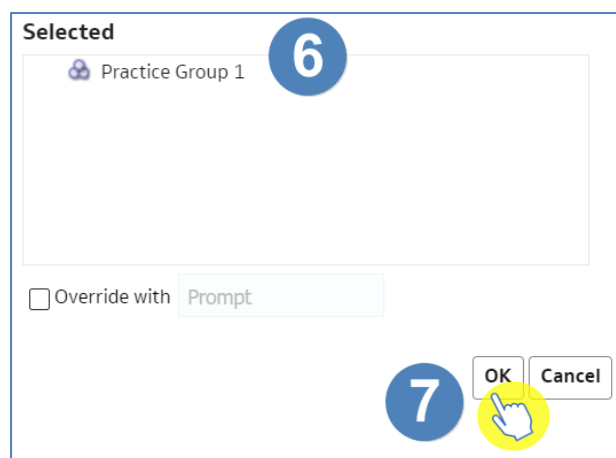 Selected
6
Practice Group 1
Override with Prompt
OK Cancel
7